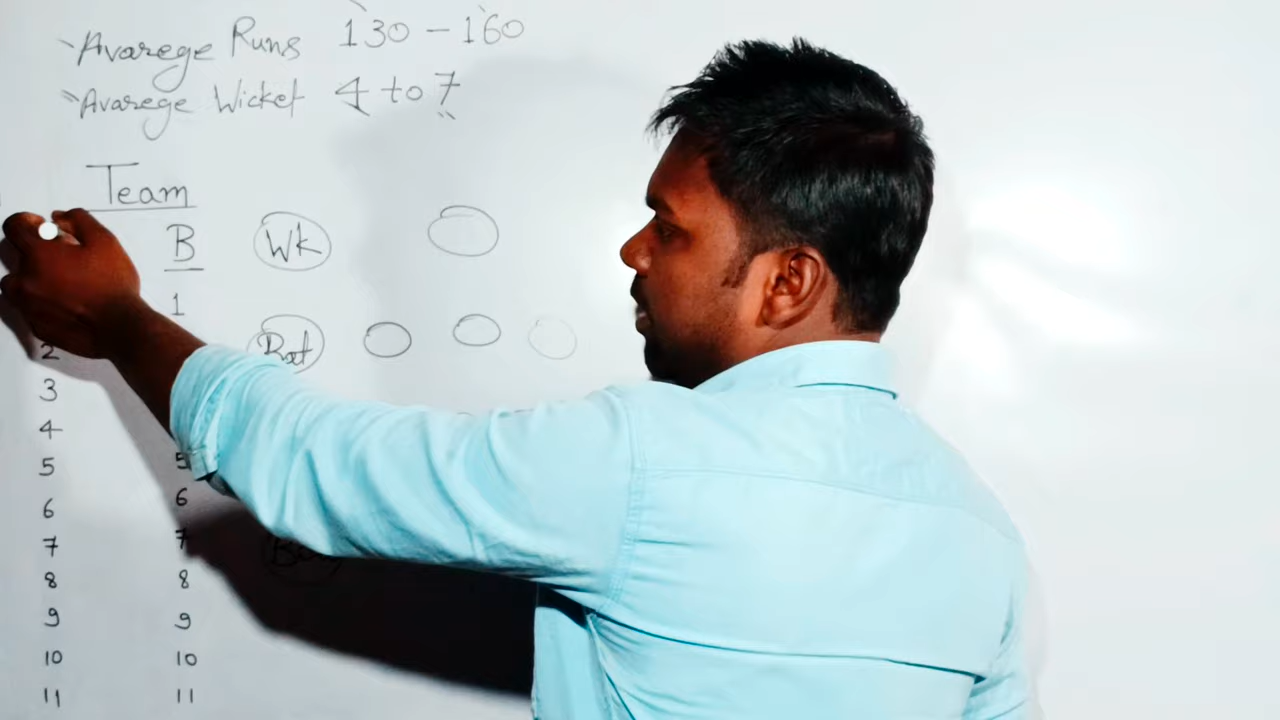 Avarege Runs 130 - 160
Avarege Wicket 4 to 7
Team
B Wk
1
Bat
2
3
4
5 5
6 6
7 7
8 8
9 9
10 10
11 11